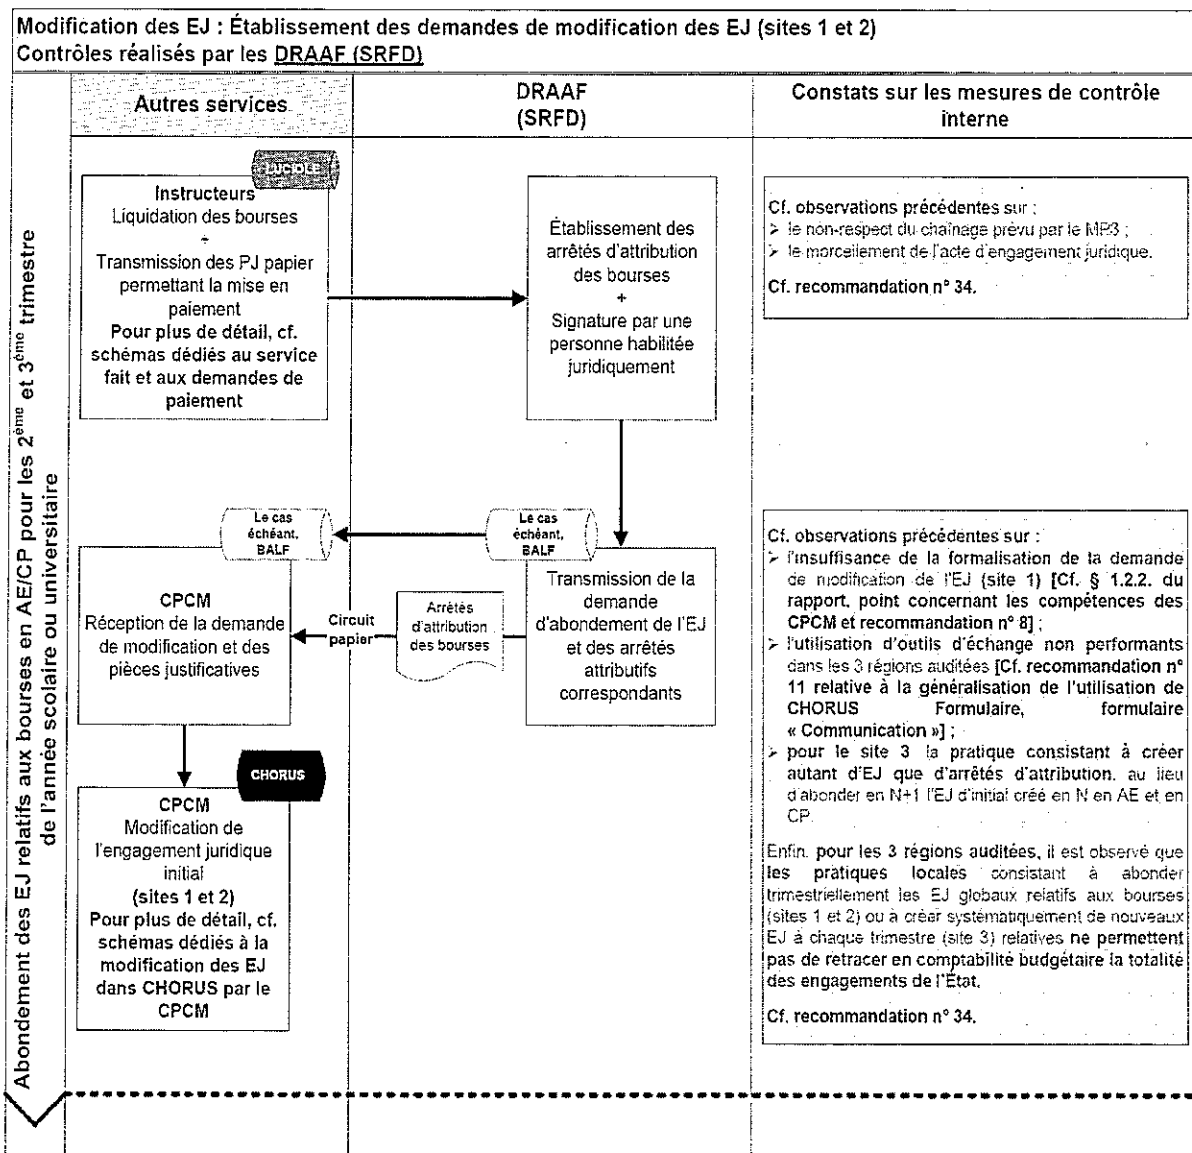 Modification des EJ : Établissement des demandes de modification des EJ (sites 1 et 2)
Contrôles réalisés par les DRAAF (SRFD)
Autres services
DRAAF
(SRFD)
Constats sur les mesures de contrôle
interne
Abondement des EJ relatifs aux bourses en AE/CP pour les 2ème et 3ème trimestre
de l'année scolaire ou universitaire
LUCIOLE
Instructeurs
Liquidation des bourses
+
Transmission des PJ papier
permettant la mise en
paiement
Pour plus de détail, cf.
schémas dédiés au service
fait et aux demandes de
paiement
Établissement des
arrêtés d'attribution
des bourses
+
Signature par une
personne habilitée
juridiquement
Cf. observations précédentes sur :
➢ le non-respect du chaînage prévu par le MP3 ;
➢ le morcellement de l'acte d'engagement juridique.
Cf. recommandation n° 34.
Le cas
échéant,
BALF
Le cas
échéant,
BALF
CPCM
Réception de la demande
de modification et des
pièces justificatives
Circuit
papier
Arrêtés
d'attribution
des bourses
Transmission de la
demande
d'abondement de l'EJ
et des arrêtés
attributifs
correspondants
CHORUS
CPCM
Modification de
l'engagement juridique
initial
(sites 1 et 2)
Pour plus de détail, cf.
schémas dédiés à la
modification des EJ
dans CHORUS par le
CPCM
Cf. observations précédentes sur :
➢ l'insuffisance de la formalisation de la demande
de modification de l'EJ (site 1) [Cf. § 1.2.2. du
rapport, point concernant les compétences des
CPCM et recommandation n° 8] ;
➢ l'utilisation d'outils d'échange non performants
dans les 3 régions auditées [Cf. recommandation n°
11 relative à la généralisation de l'utilisation de
CHORUS Formulaire, formulaire
« Communication »] ;
➢ pour le site 3 la pratique consistant à créer
autant d'EJ que d'arrêtés d'attribution, au lieu
d'abonder en N+1 l'EJ d'initial créé en N en AE et en
CP.
Enfin, pour les 3 régions auditées, il est observé que
les pratiques locales consistant à abonder
trimestriellement les EJ globaux relatifs aux bourses
(sites 1 et 2) ou à créer systématiquement de nouveaux
EJ à chaque trimestre (site 3) relatives ne permettent
pas de retracer en comptabilité budgétaire la totalité
des engagements de l'État.
Cf. recommandation n° 34.